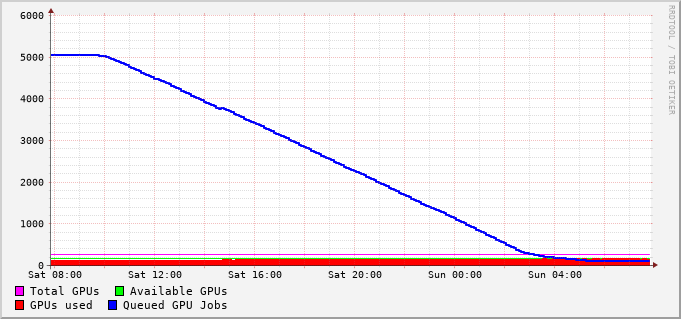 RRDTOOL / TOBI OETIKER
6000
5000
4000
3000
2000
1000
0
Sat 08:00 Sat 12:00 Sat 16:00 Sat 20:00 Sun 00:00 Sun 04:00
Total GPUs Available GPUs
GPUs used Queued GPU Jobs